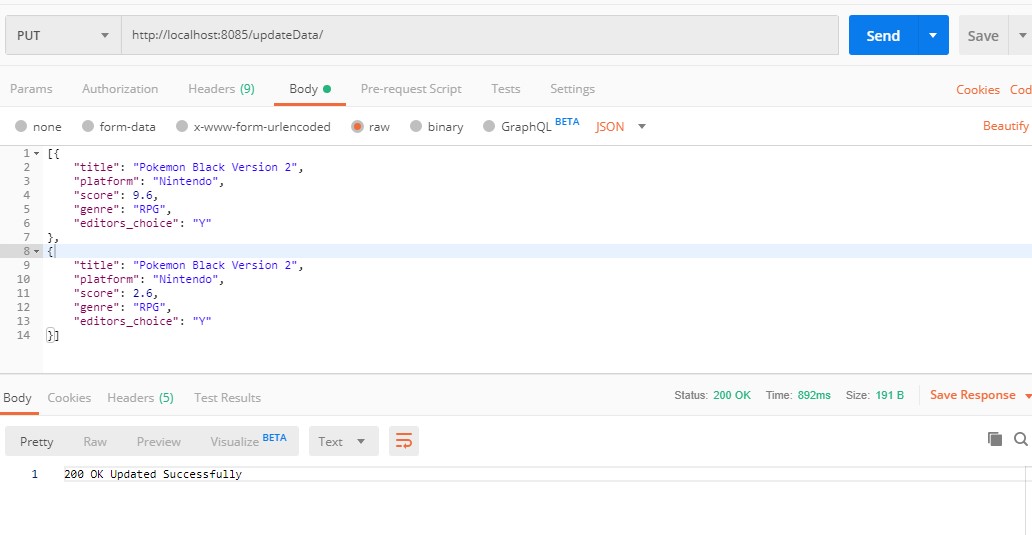 PUT http://localhost:8085/updateData/ Send Save
Params Authorization Headers (9) Body Pre-request Script Tests Settings Cookies Cod
none form-data x-www-form-urlencoded raw binary GraphQL BETA JSON Beautify
1 [{
2 "title": "Pokemon Black Version 2",
3 "platform": "Nintendo",
4 "score": 9.6,
5 "genre": "RPG",
6 "editors_choice": "Y"
7 },
8 {
9 "title": "Pokemon Black Version 2",
10 "platform": "Nintendo",
11 "score": 2.6,
12 "genre": "RPG",
13 "editors_choice": "Y"
14 }]
Body Cookies Headers (5) Test Results Status: 200 OK Time: 892ms Size: 191 B Save Response
Pretty Raw Preview Visualize BETA Text
1 200 OK Updated Successfully